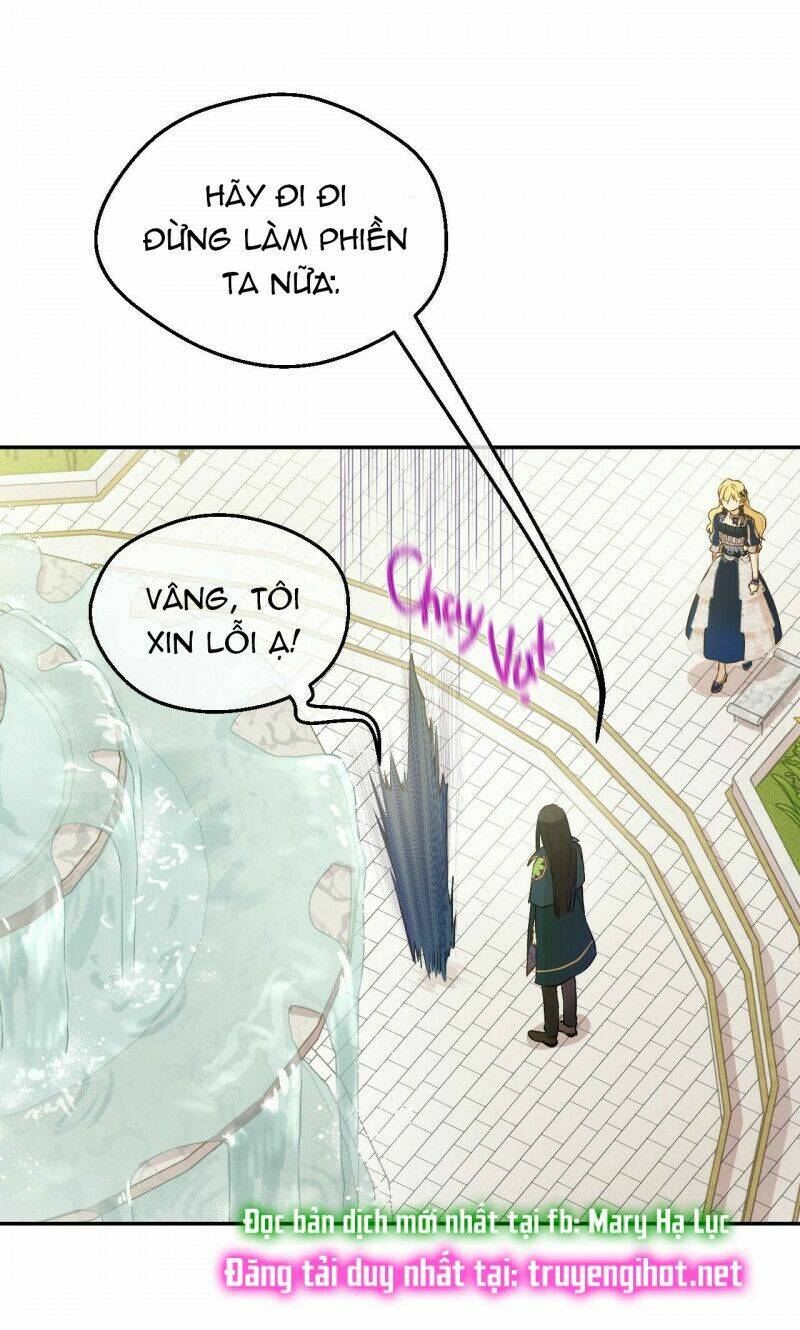 HÃY ĐI ĐI
ĐỪNG LÀM PHIỀN
TA NỮA:
VÂNG, TÔI
XIN LỖI Ạ!
Chạy Vụt
Đọc bản dịch mới nhất tại fb: Mary Hạ Lục
Đăng tải duy nhất tại: truyengihot.net